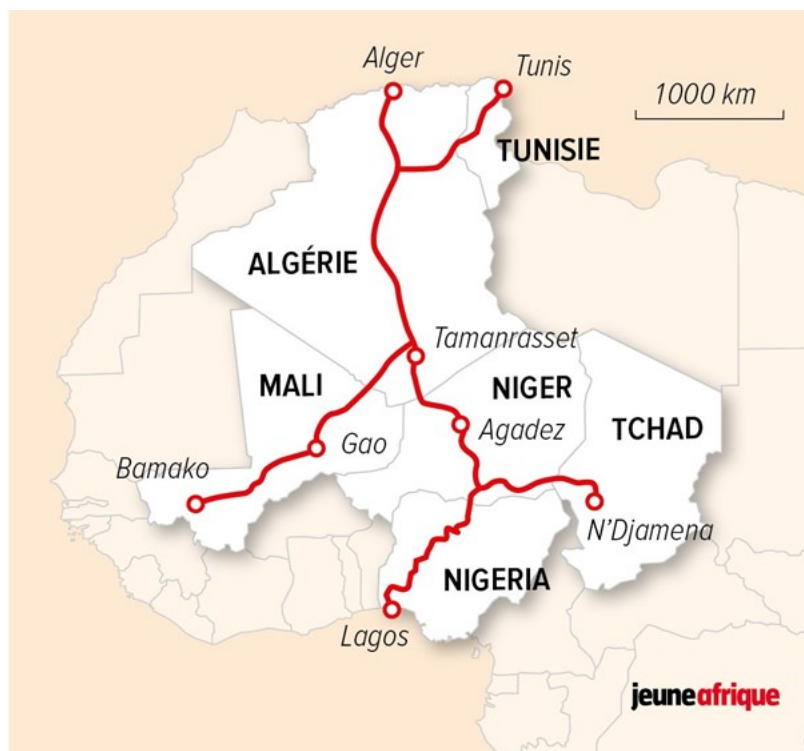 Alger
Tunis
1000 km
TUNISIE
ALGÉRIE
Tamanrasset
MALI
NIGER
TCHAD
Gao
Agadez
Bamako
N'Djamena
NIGERIA
Lagos
jeuneafrique